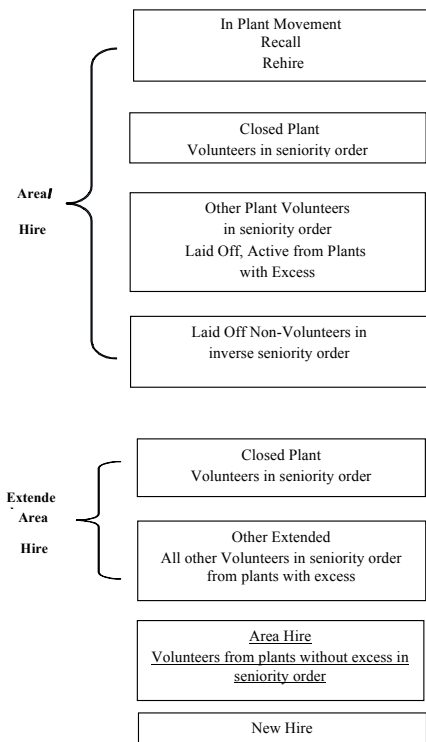 In Plant Movement
Recall
Rehire
Closed Plant
Volunteers in seniority order
Area/
Hire
Other Plant Volunteers
in seniority order
Laid Off, Active from Plants
with Excess
Laid Off Non-Volunteers in
inverse seniority order
Closed Plant
Volunteers in seniority order
Extende
Area
Hire
Other Extended
All other Volunteers in seniority order
from plants with excess
Area Hire
Volunteers from plants without excess in
seniority order
New Hire